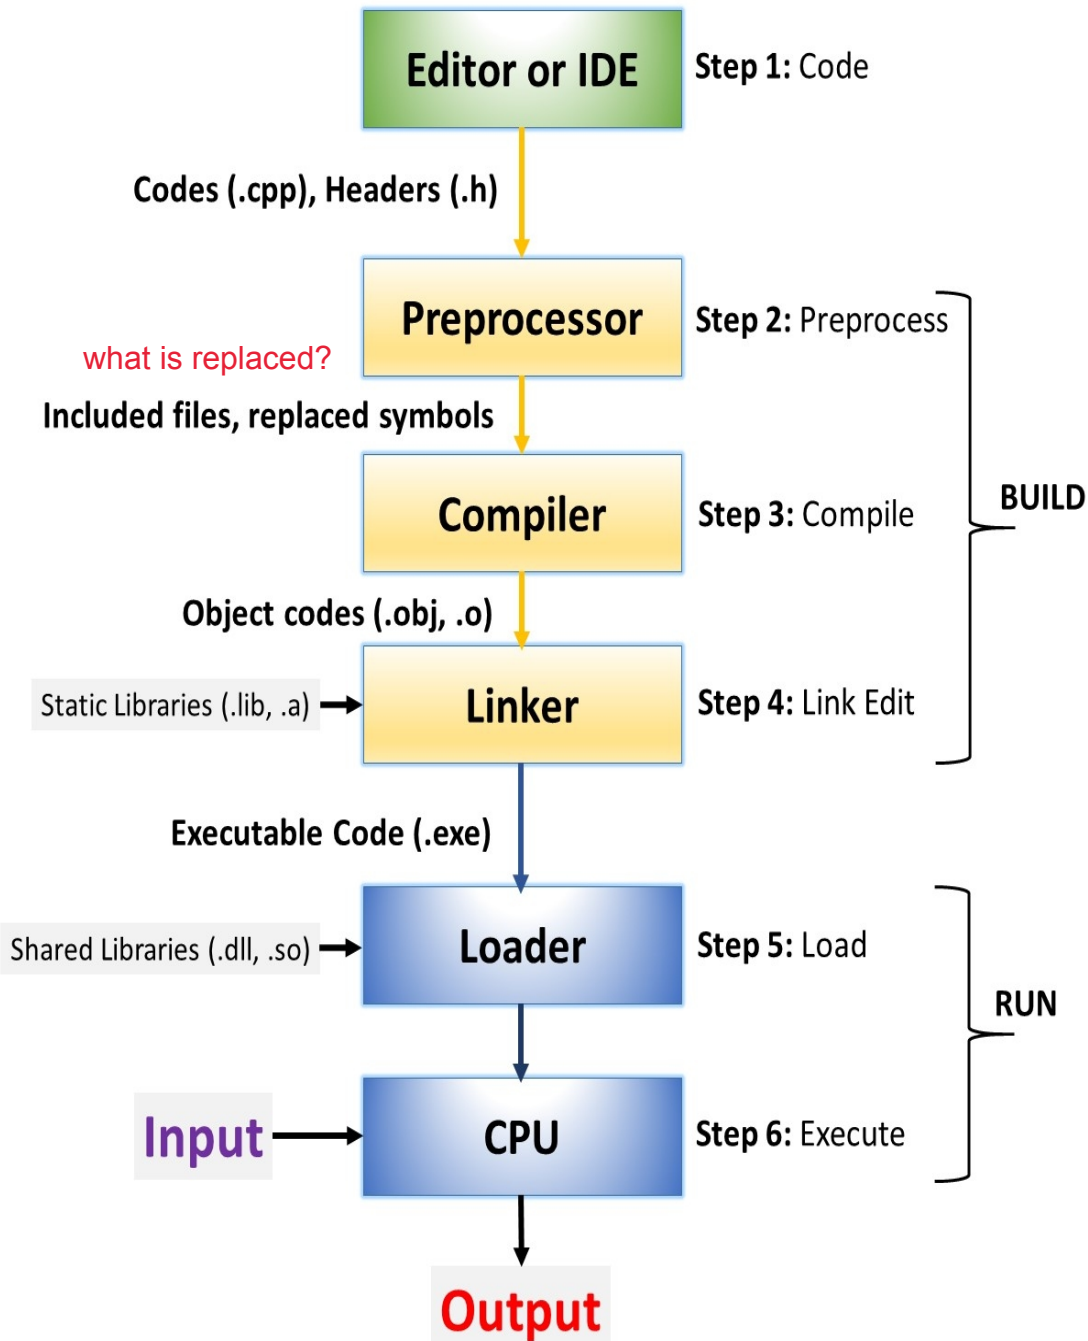 Editor or IDE
Step 1: Code
Codes (.cpp), Headers (.h)
Preprocessor
Step 2: Preprocess
what is replaced?
Included files, replaced symbols
Compiler
Step 3: Compile
BUILD
Object codes (.obj, .o)
Static Libraries (.lib, .a)
Linker
Step 4: Link Edit
Executable Code (.exe)
Shared Libraries (.dll, .so)
Loader
Step 5: Load
RUN
Input
CPU
Step 6: Execute
Output